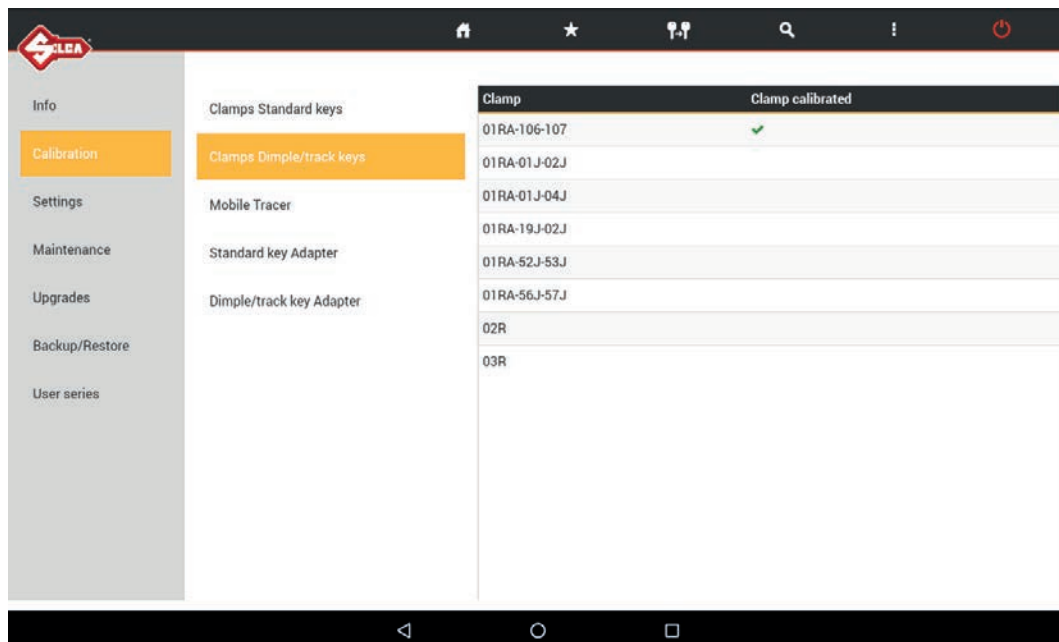 SILCA
Info
Calibration
Settings
Maintenance
Upgrades
Backup/Restore
User series
Clamps Standard keys
Clamps Dimple/track keys
Mobile Tracer
Standard key Adapter
Dimple/track key Adapter
Clamp Clamp calibrated
01RA-106-107
01RA-01J-02J
01RA-01J-04J
01RA-19J-02J
01RA-52J-53J
01RA-56J-57J
02R
03R